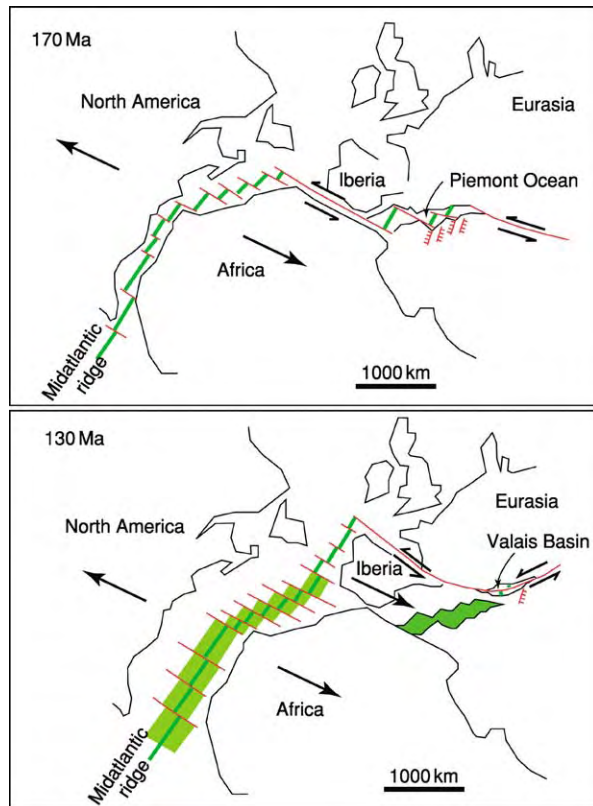 170 Ma
North America
Eurasia
Iberia
Piemont Ocean
Africa
Midatlantic
ridge
1000 km
130 Ma
Eurasia
North America
Valais Basin
Iberia
Africa
Midatlantic
ridge
1000 km